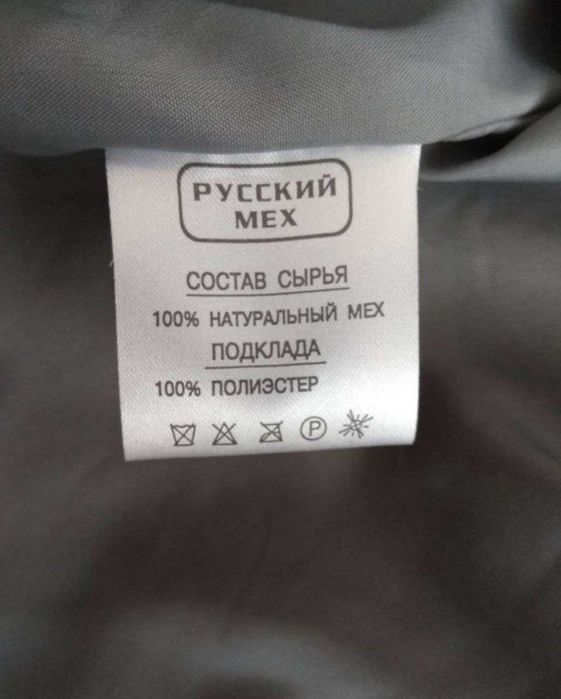 РУССКИЙ
МЕХ
СОСТАВ СЫРЬЯ
100% НАТУРАЛЬНЫЙ МЕХ
ПОДКЛАДА
100% ПОЛИЭСТЕР
P